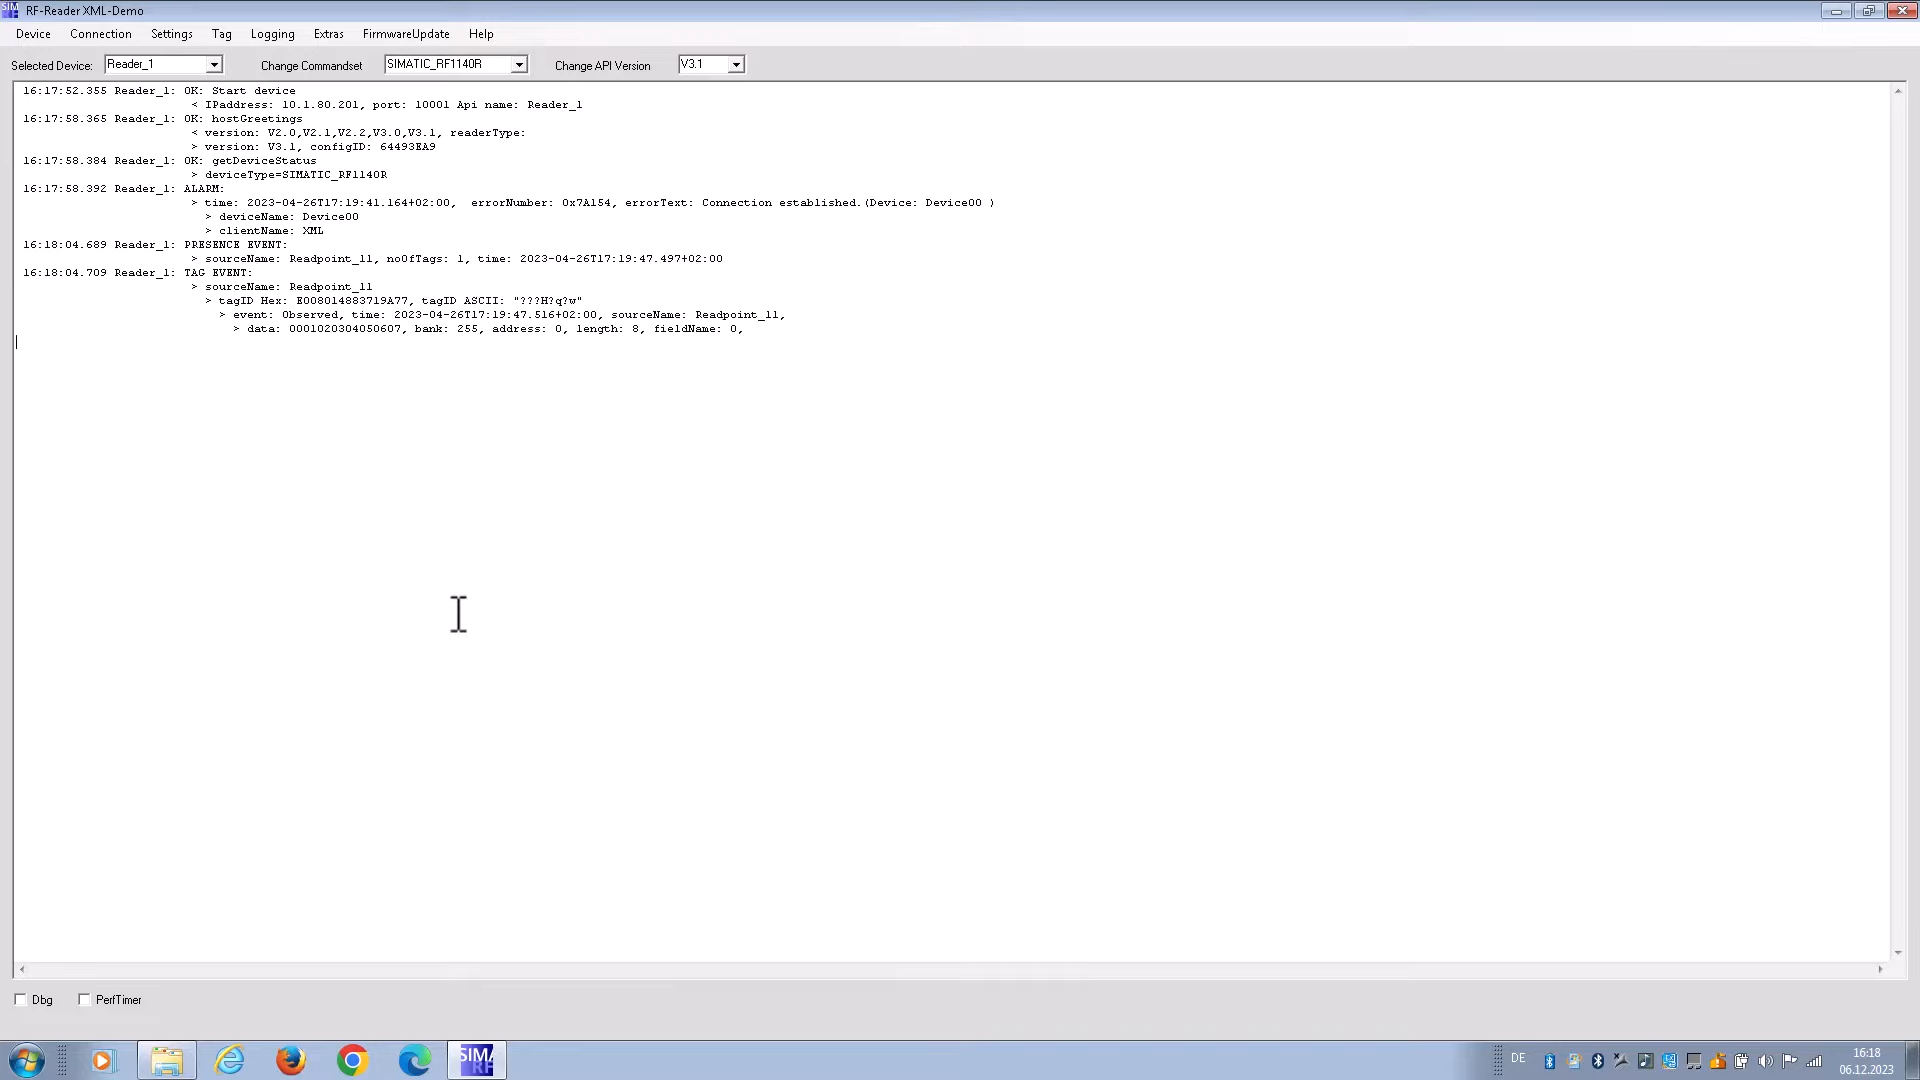 RF-Reader XML-Demo
Device Connection Settings Tag Logging Extras FirmwareUpdate Help
Selected Device: Reader_1 Change Commandset SIMATIC_RF1140R Change API Version V3.1
16:17:52.355 Reader_1: OK: Start device
< IPaddress: 10.1.80.201, port: 10001 Api name: Reader_1
16:17:58.365 Reader_1: OK: hostGreetings
< version: V2.0,V2.1,V2.2,V3.0,V3.1, readerType:
> version: V3.1, configID: 64493EA9
16:17:58.384 Reader_1: OK: getDeviceStatus
> deviceType=SIMATIC_RF1140R
16:17:58.392 Reader_1: ALARM:
> time: 2023-04-26T17:19:41.164+02:00, errorNumber: 0x7A154, errorText: Connection established.(Device: Device00 )
> deviceName: Device00
> clientName: XML
16:18:04.689 Reader_1: PRESENCE EVENT:
> sourceName: Readpoint_11, noOfTags: 1, time: 2023-04-26T17:19:47.497+02:00
16:18:04.709 Reader_1: TAG EVENT:
> sourceName: Readpoint_11
> tagID Hex: E008014883719A77, tagID ASCII: "???H?q?w"
> event: Observed, time: 2023-04-26T17:19:47.516+02:00, sourceName: Readpoint_11,
> data: 0001020304050607, bank: 255, address: 0, length: 8, fieldName: 0,
Dbg PerfTimer
SIMA
RF
DE
16:18
06.12.2023